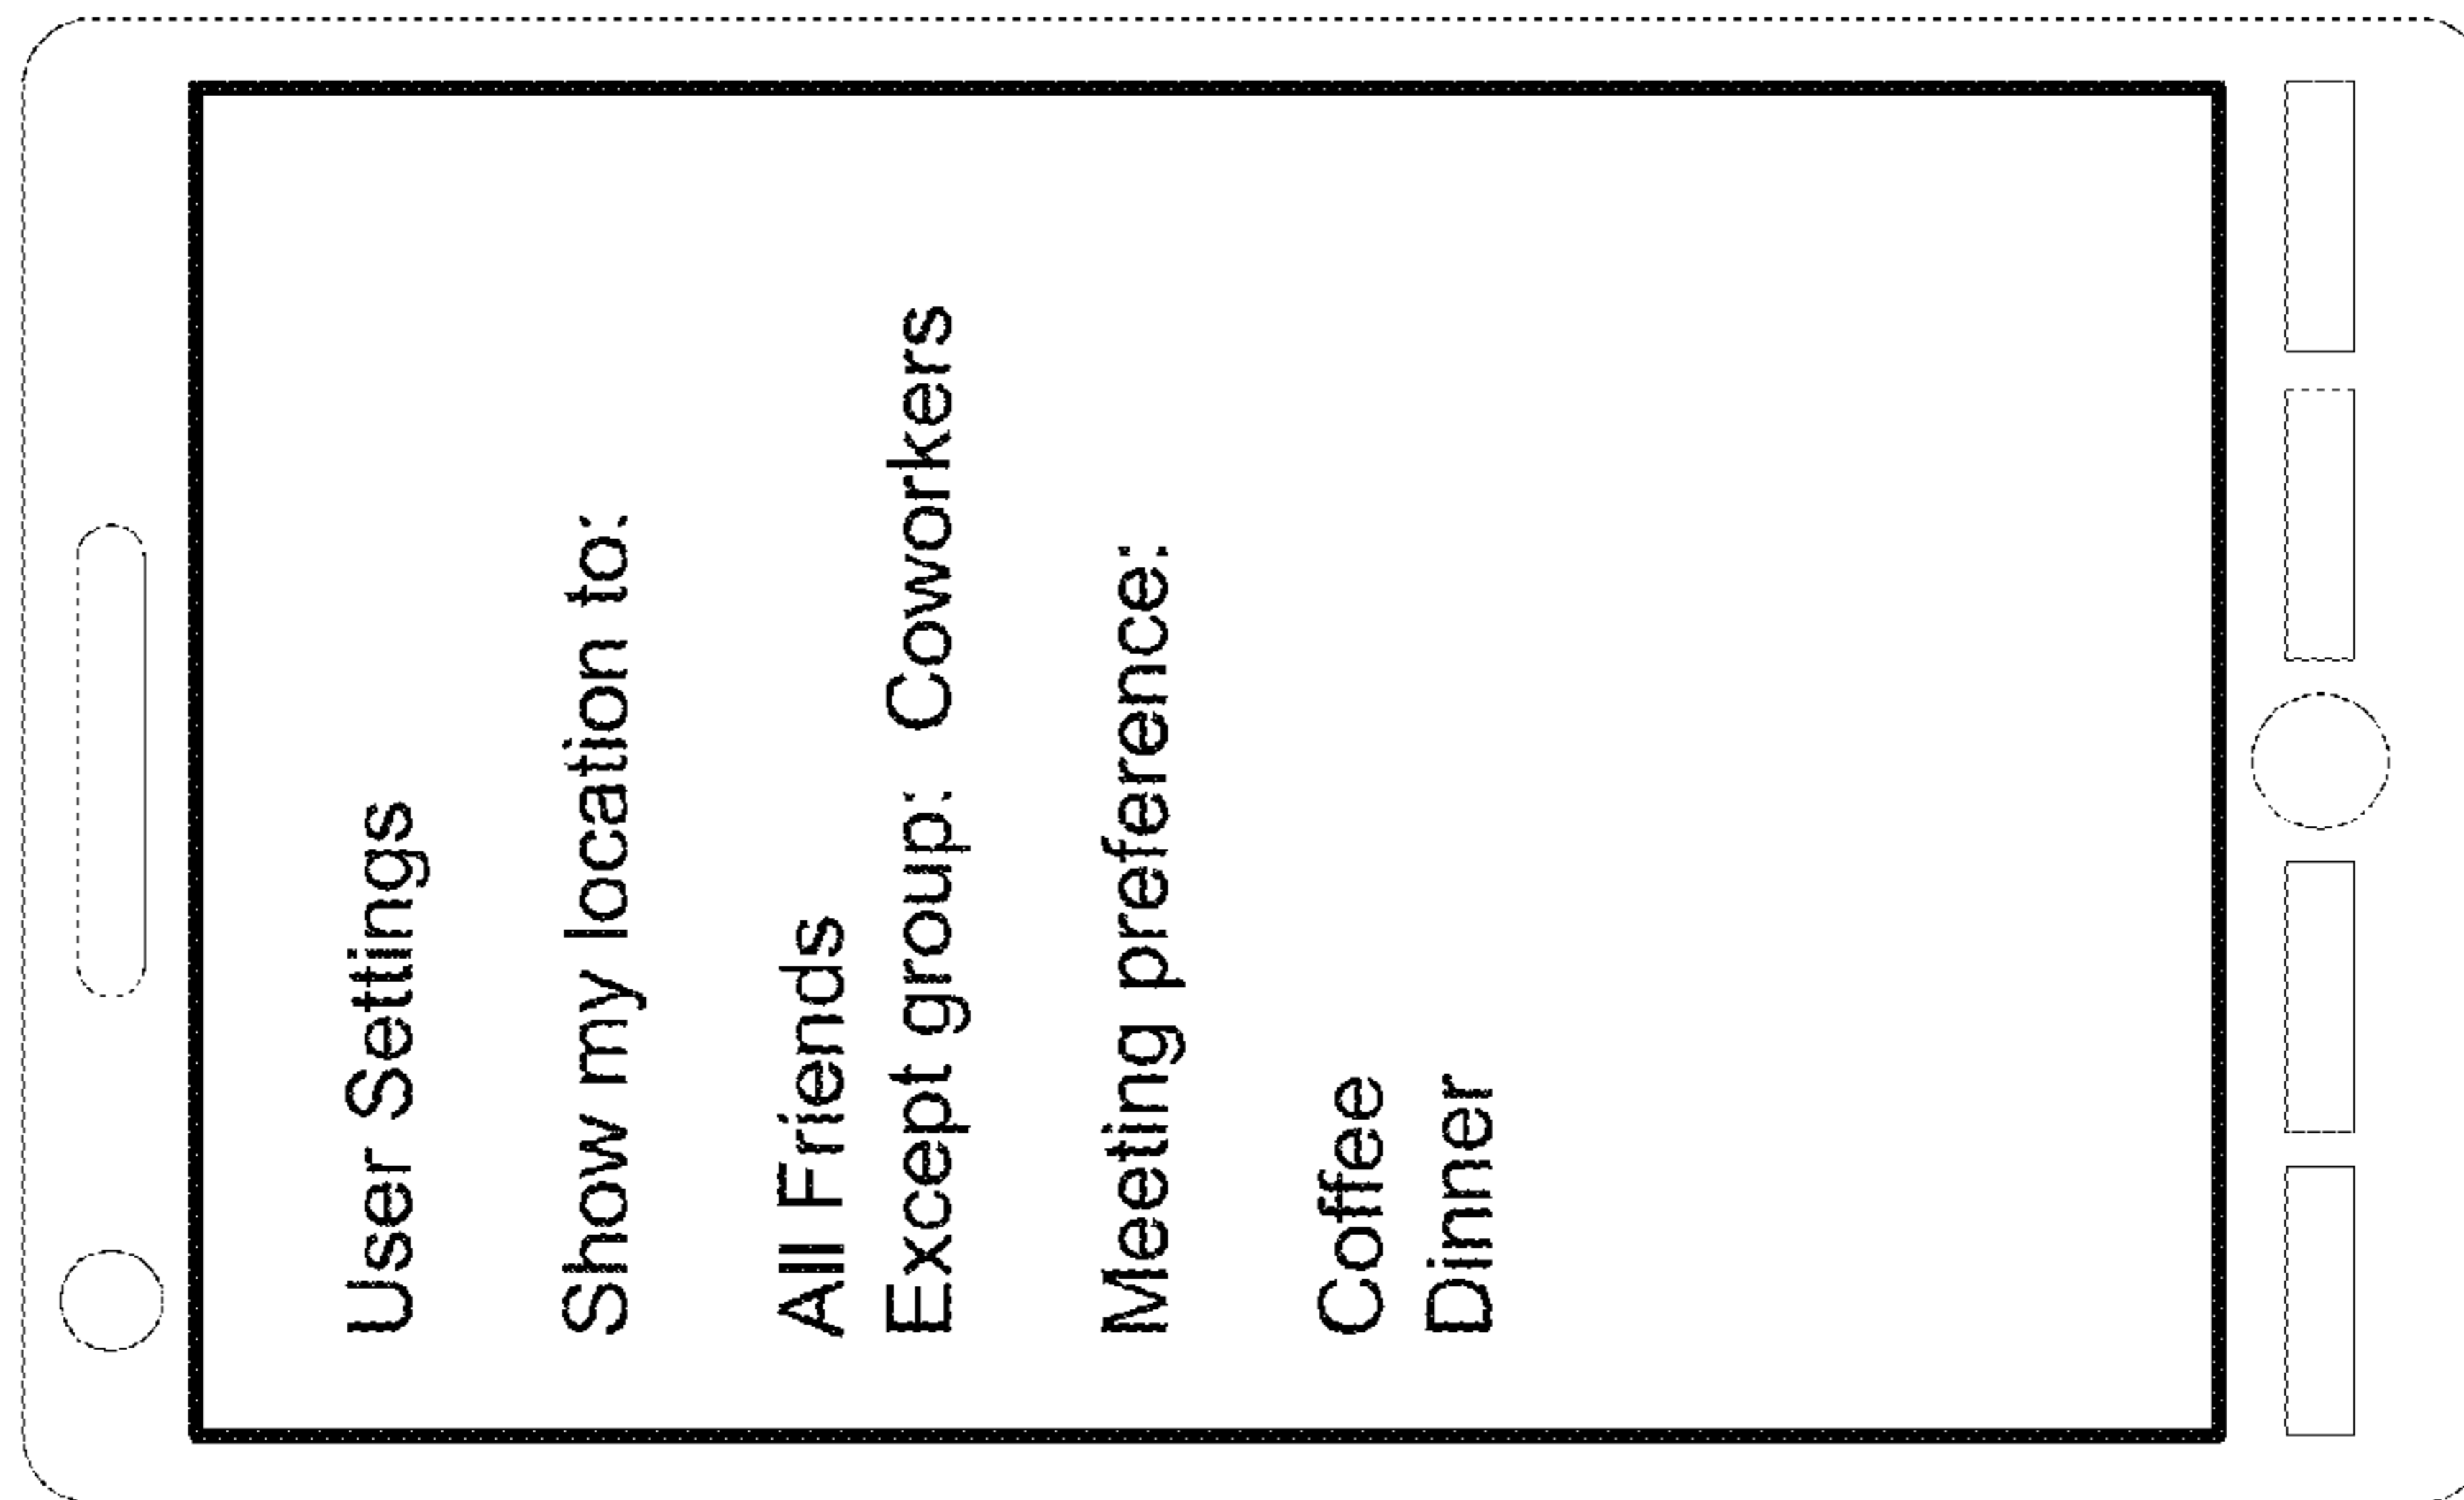 User Settings
Show my location to:
All Friends
Except group:  Coworkers
Meeting preference:
Coffee
Dinner